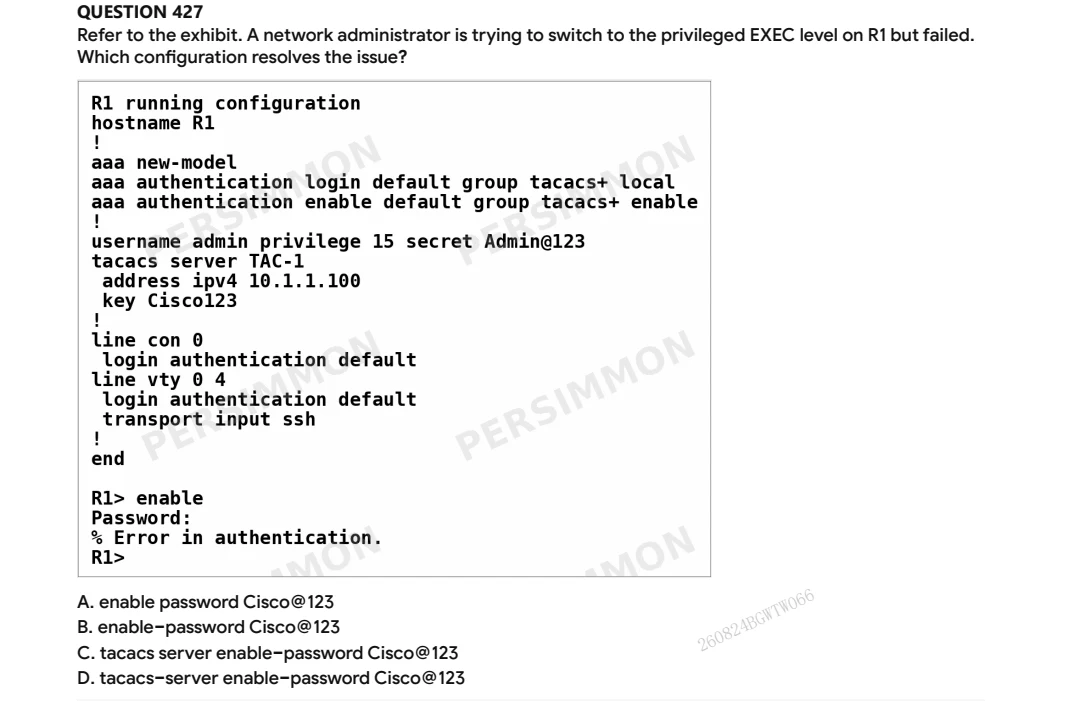 QUESTION 427
Refer to the exhibit. A network administrator is trying to switch to the privileged EXEC level on R1 but failed.
Which configuration resolves the issue?
R1 running configuration
hostname R1
!
aaa new-model
aaa authentication login default group tacacs+ local
aaa authentication enable default group tacacs+ enable
!
username admin privilege 15 secret Admin@123
tacacs server TAC-1
address ipv4 10.1.1.100
key Cisco123
!
line con 0
login authentication default
line vty 0 4
login authentication default
transport input ssh
!
end
R1> enable
Password:
% Error in authentication.
R1>
PERSIMMON
PERSIMMON
PERSIMMON
PERSIMMON
MON
MON
A. enable password Cisco@123
B. enable-password Cisco@123
C. tacacs server enable-password Cisco@123
D. tacacs-server enable-password Cisco@123
260824BGWTW066